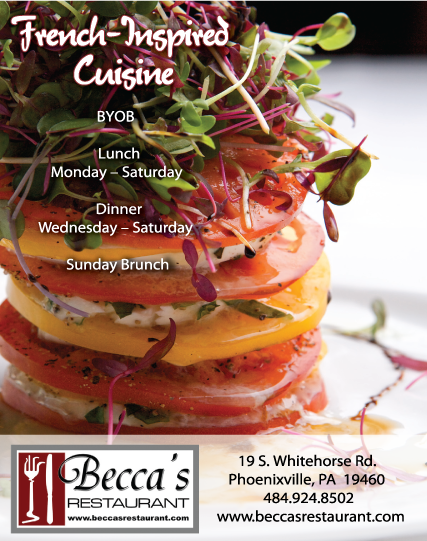 French-Inspired
Cuisine
BYOB
Lunch
Monday – Saturday
Dinner
Wednesday – Saturday
Sunday Brunch
Becca's
RESTAURANT
www.beccasrestaurant.com
19 S. Whitehorse Rd.
Phoenixville, PA 19460
484.924.8502
www.beccasrestaurant.com